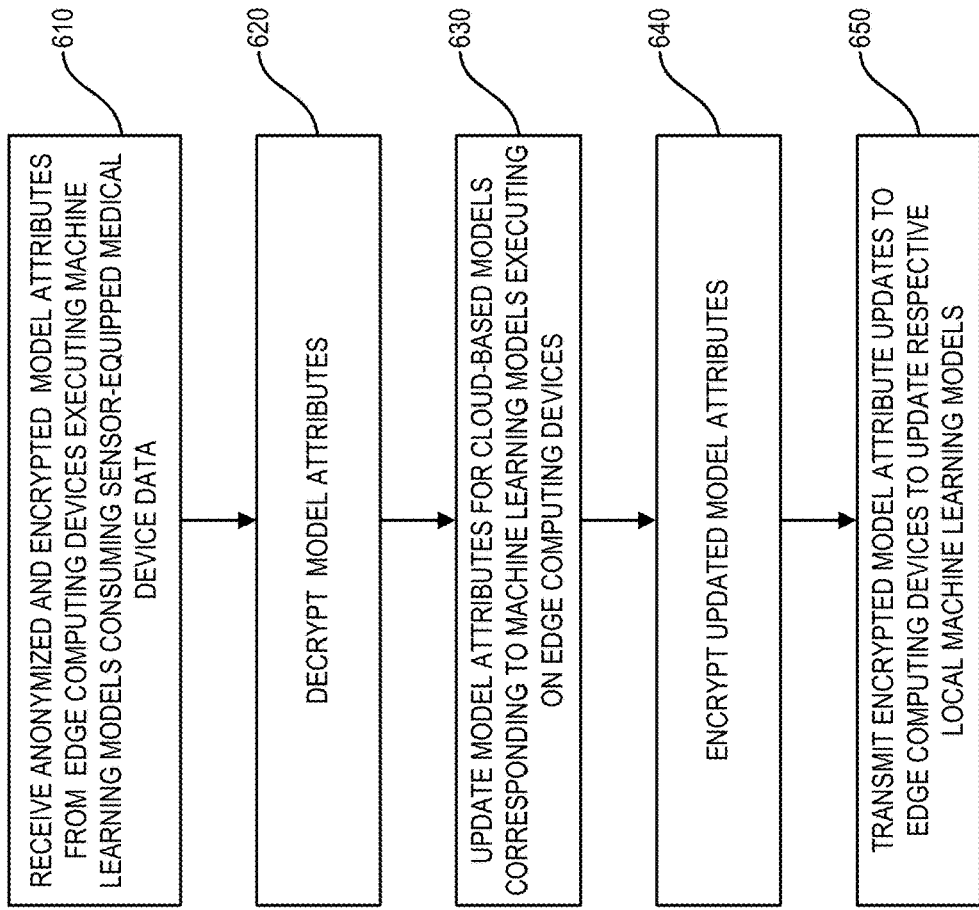 RECEIVE ANONYMIZED AND ENCRYPTED MODEL ATTRIBUTES
FROM EDGE COMPUTING DEVICES EXECUTING MACHINE
LEARNING MODELS CONSUMING SENSOR-EQUIPPED MEDICAL
DEVICE DATA
610
DECRYPT MODEL ATTRIBUTES
620
UPDATE MODEL ATTRIBUTES FOR CLOUD-BASED MODELS
CORRESPONDING TO MACHINE LEARNING MODELS EXECUTING
ON EDGE COMPUTING DEVICES
630
ENCRYPT UPDATED MODEL ATTRIBUTES
640
TRANSMIT ENCRYPTED MODEL ATTRIBUTE UPDATES TO
EDGE COMPUTING DEVICES TO UPDATE RESPECTIVE
LOCAL MACHINE LEARNING MODELS
650